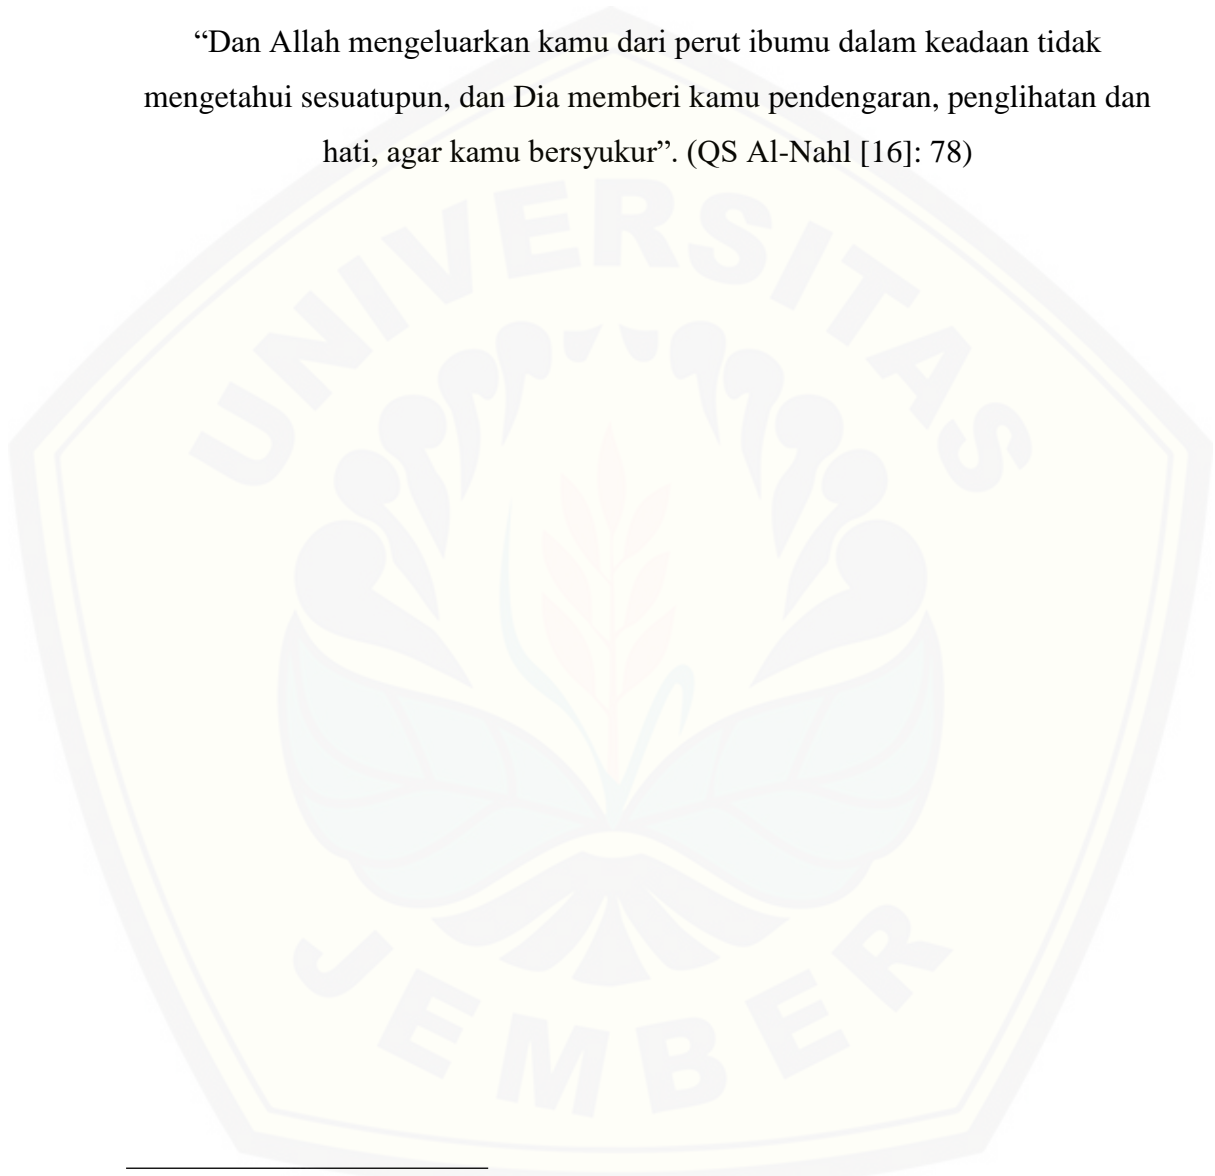 “Dan Allah mengeluarkan kamu dari perut ibumu dalam keadaan tidak
mengetahui sesuatupun, dan Dia memberi kamu pendengaran, penglihatan dan
hati, agar kamu bersyukur”. (QS Al-Nahl [16]: 78)
UNIVERSITAS
JEMBER